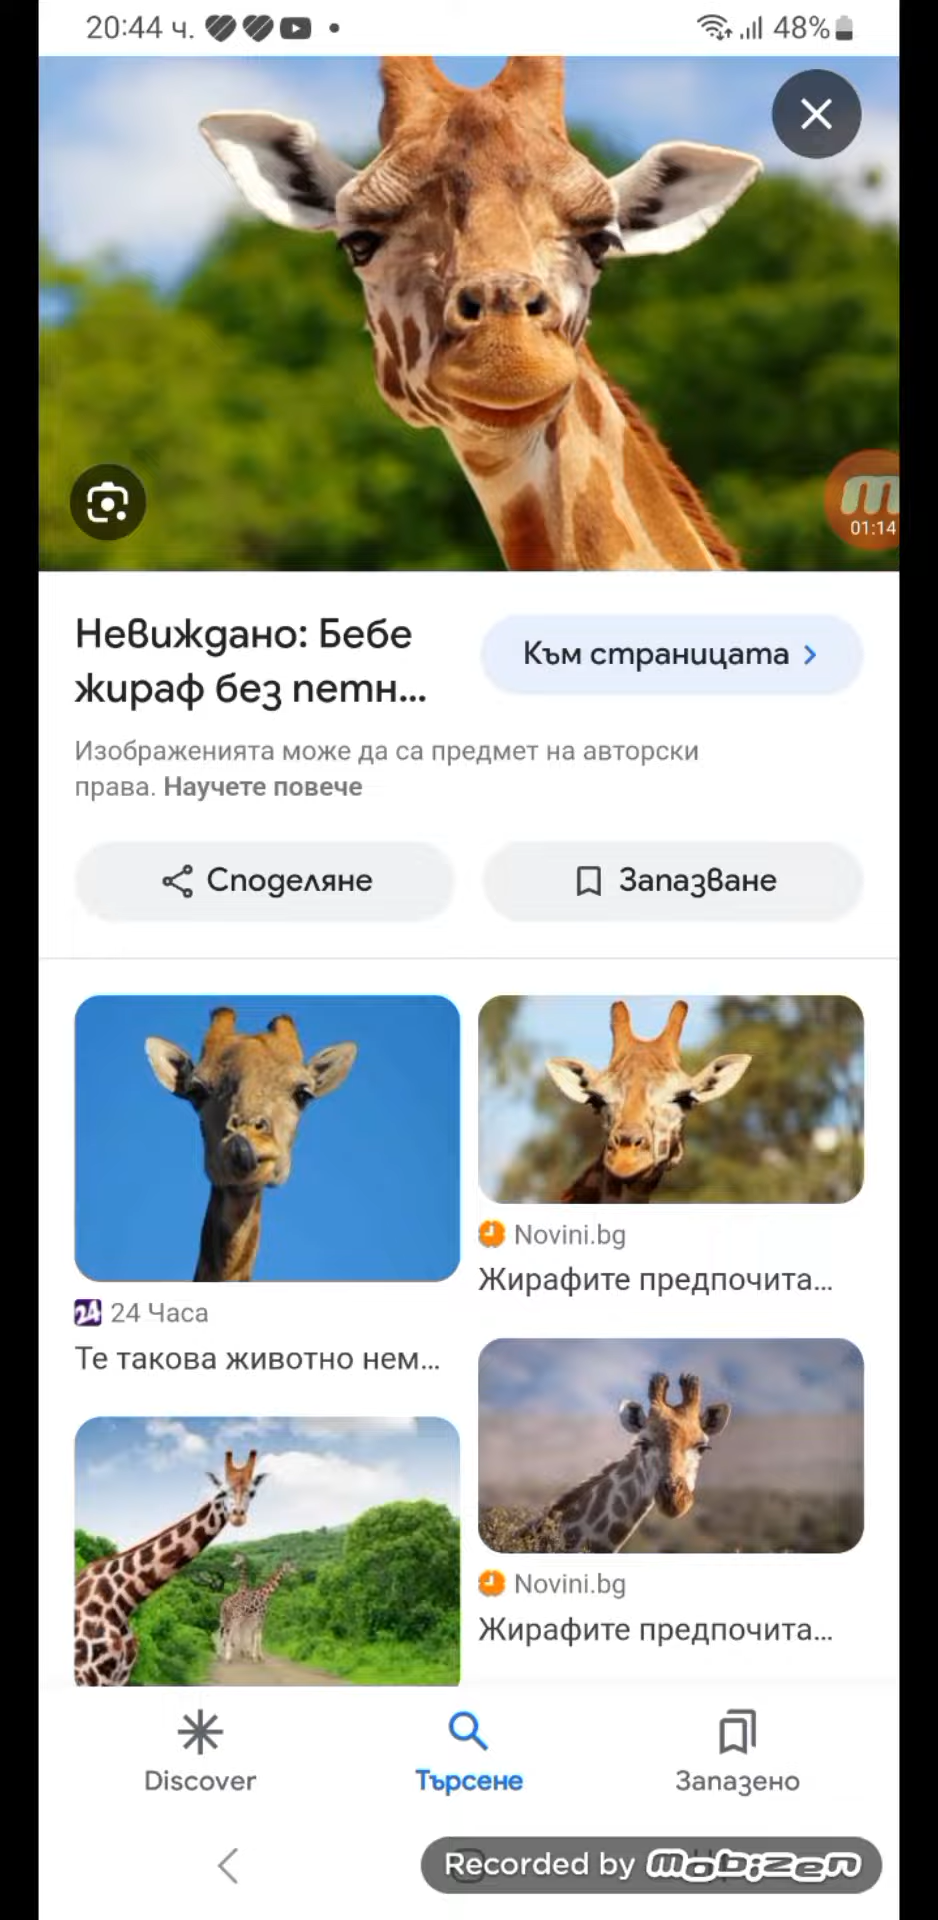 20:44 ч.
48%
01:14
Невиждано: Бебе
жираф без петн...
Към страницата
Изображенията може да са предмет на авторски
права. Научете повече
Споделяне
Запазване
24 Часа
Те такова животно нем...
Novini.bg
Жирафите предпочита...
Novini.bg
Жирафите предпочита...
Discover
Търсене
Запазено
Recorded by mobizen